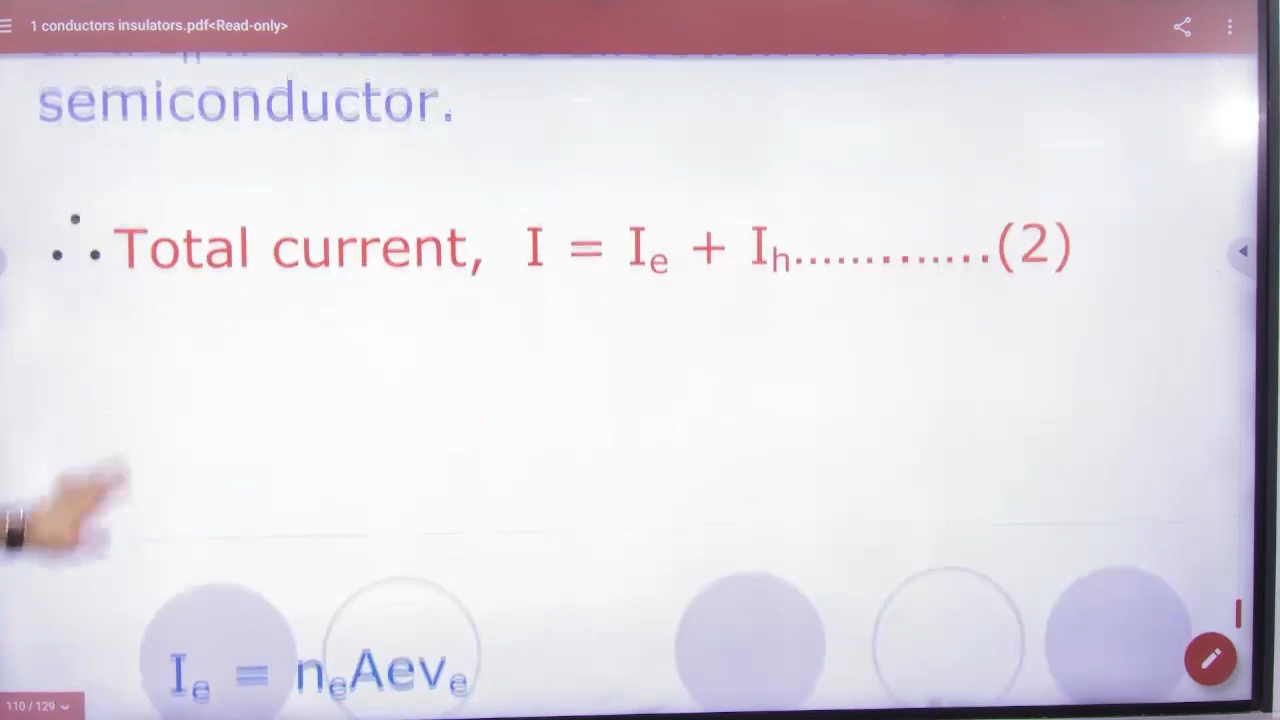 1 conductors insulators.pdf<Read-only>
semiconductor.
∴ Total current, I = Iₑ + Iₕ.............(2)
Iₑ = nₑAevₑ
110 / 129